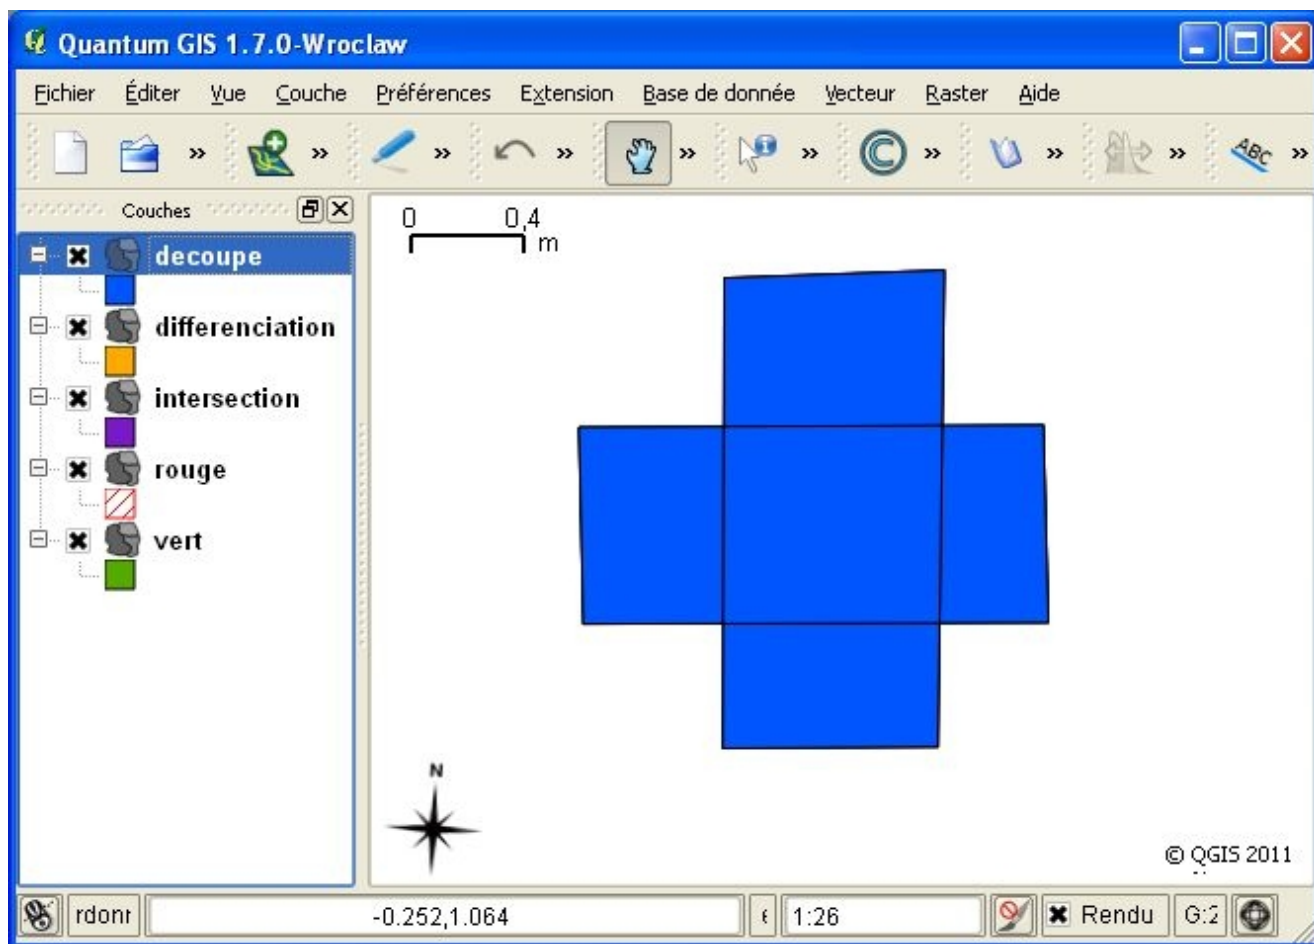 Quantum GIS 1.7.0-Wroclaw
Fichier Éditer Vue Couche Préférences Extension Base de donnée Vecteur Raster Aide
» » » » » » » » » ABC »
Couches
decoupe
differenciation
intersection
rouge
vert
0 0,4
m
N
© QGIS 2011
rdonr -0.252,1.064 1:26 Rendu G:2